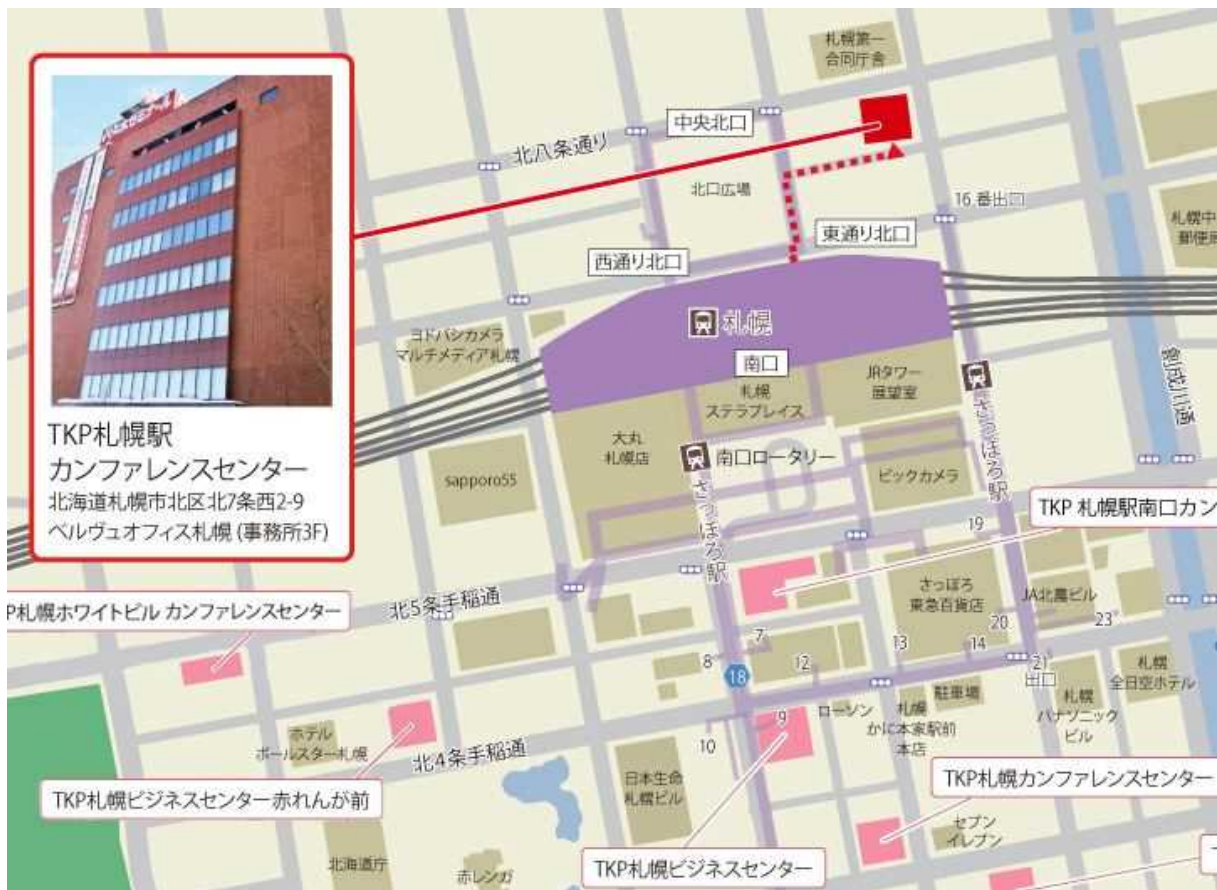 札幌第一
合同庁舎
中央北口
北八条通り
北口広場
16 番出口
東通り北口
西通り北口
札幌中
郵便局
札幌
南口
ヨドバシカメラ
マルチメディア札幌
札幌
ステラプレイス
JRタワー
展望室
創成川通
TKP札幌駅
カンファレンスセンター
北海道札幌市北区北7条西2-9
ベルヴュオフィス札幌 (事務所3F)
大丸
札幌店
sapporo55
南口ロータリー
さっぽろ駅
さっぽろ駅
ビックカメラ
TKP 札幌駅南口カン
19
北5条手稲通
さっぽろ
東急百貨店
JA北農ビル
P札幌ホワイトビル カンファレンスセンター
7
8
12
13
14
20
21
出口
23
18
札幌
全日空ホテル
駐車場
札幌
パナソニック
ビル
ローソン
札幌
かに本家駅前
本店
9
10
ホテル
ポールスター札幌
北4条手稲通
日本生命
札幌ビル
TKP札幌ビジネスセンター赤れんが前
TKP札幌カンファレンスセンター
セブン
イレブン
TKP札幌ビジネスセンター
北海道庁
赤レンガ